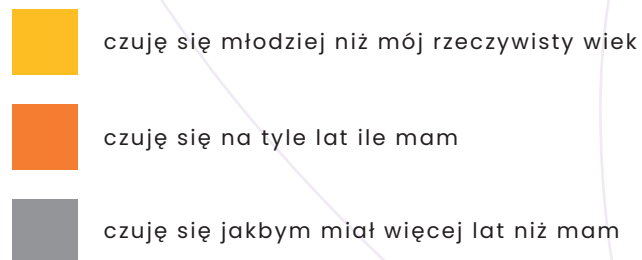 czuję się młodziej niż mój rzeczywisty wiek
czuję się na tyle lat ile mam
czuję się jakbym miał więcej lat niż mam